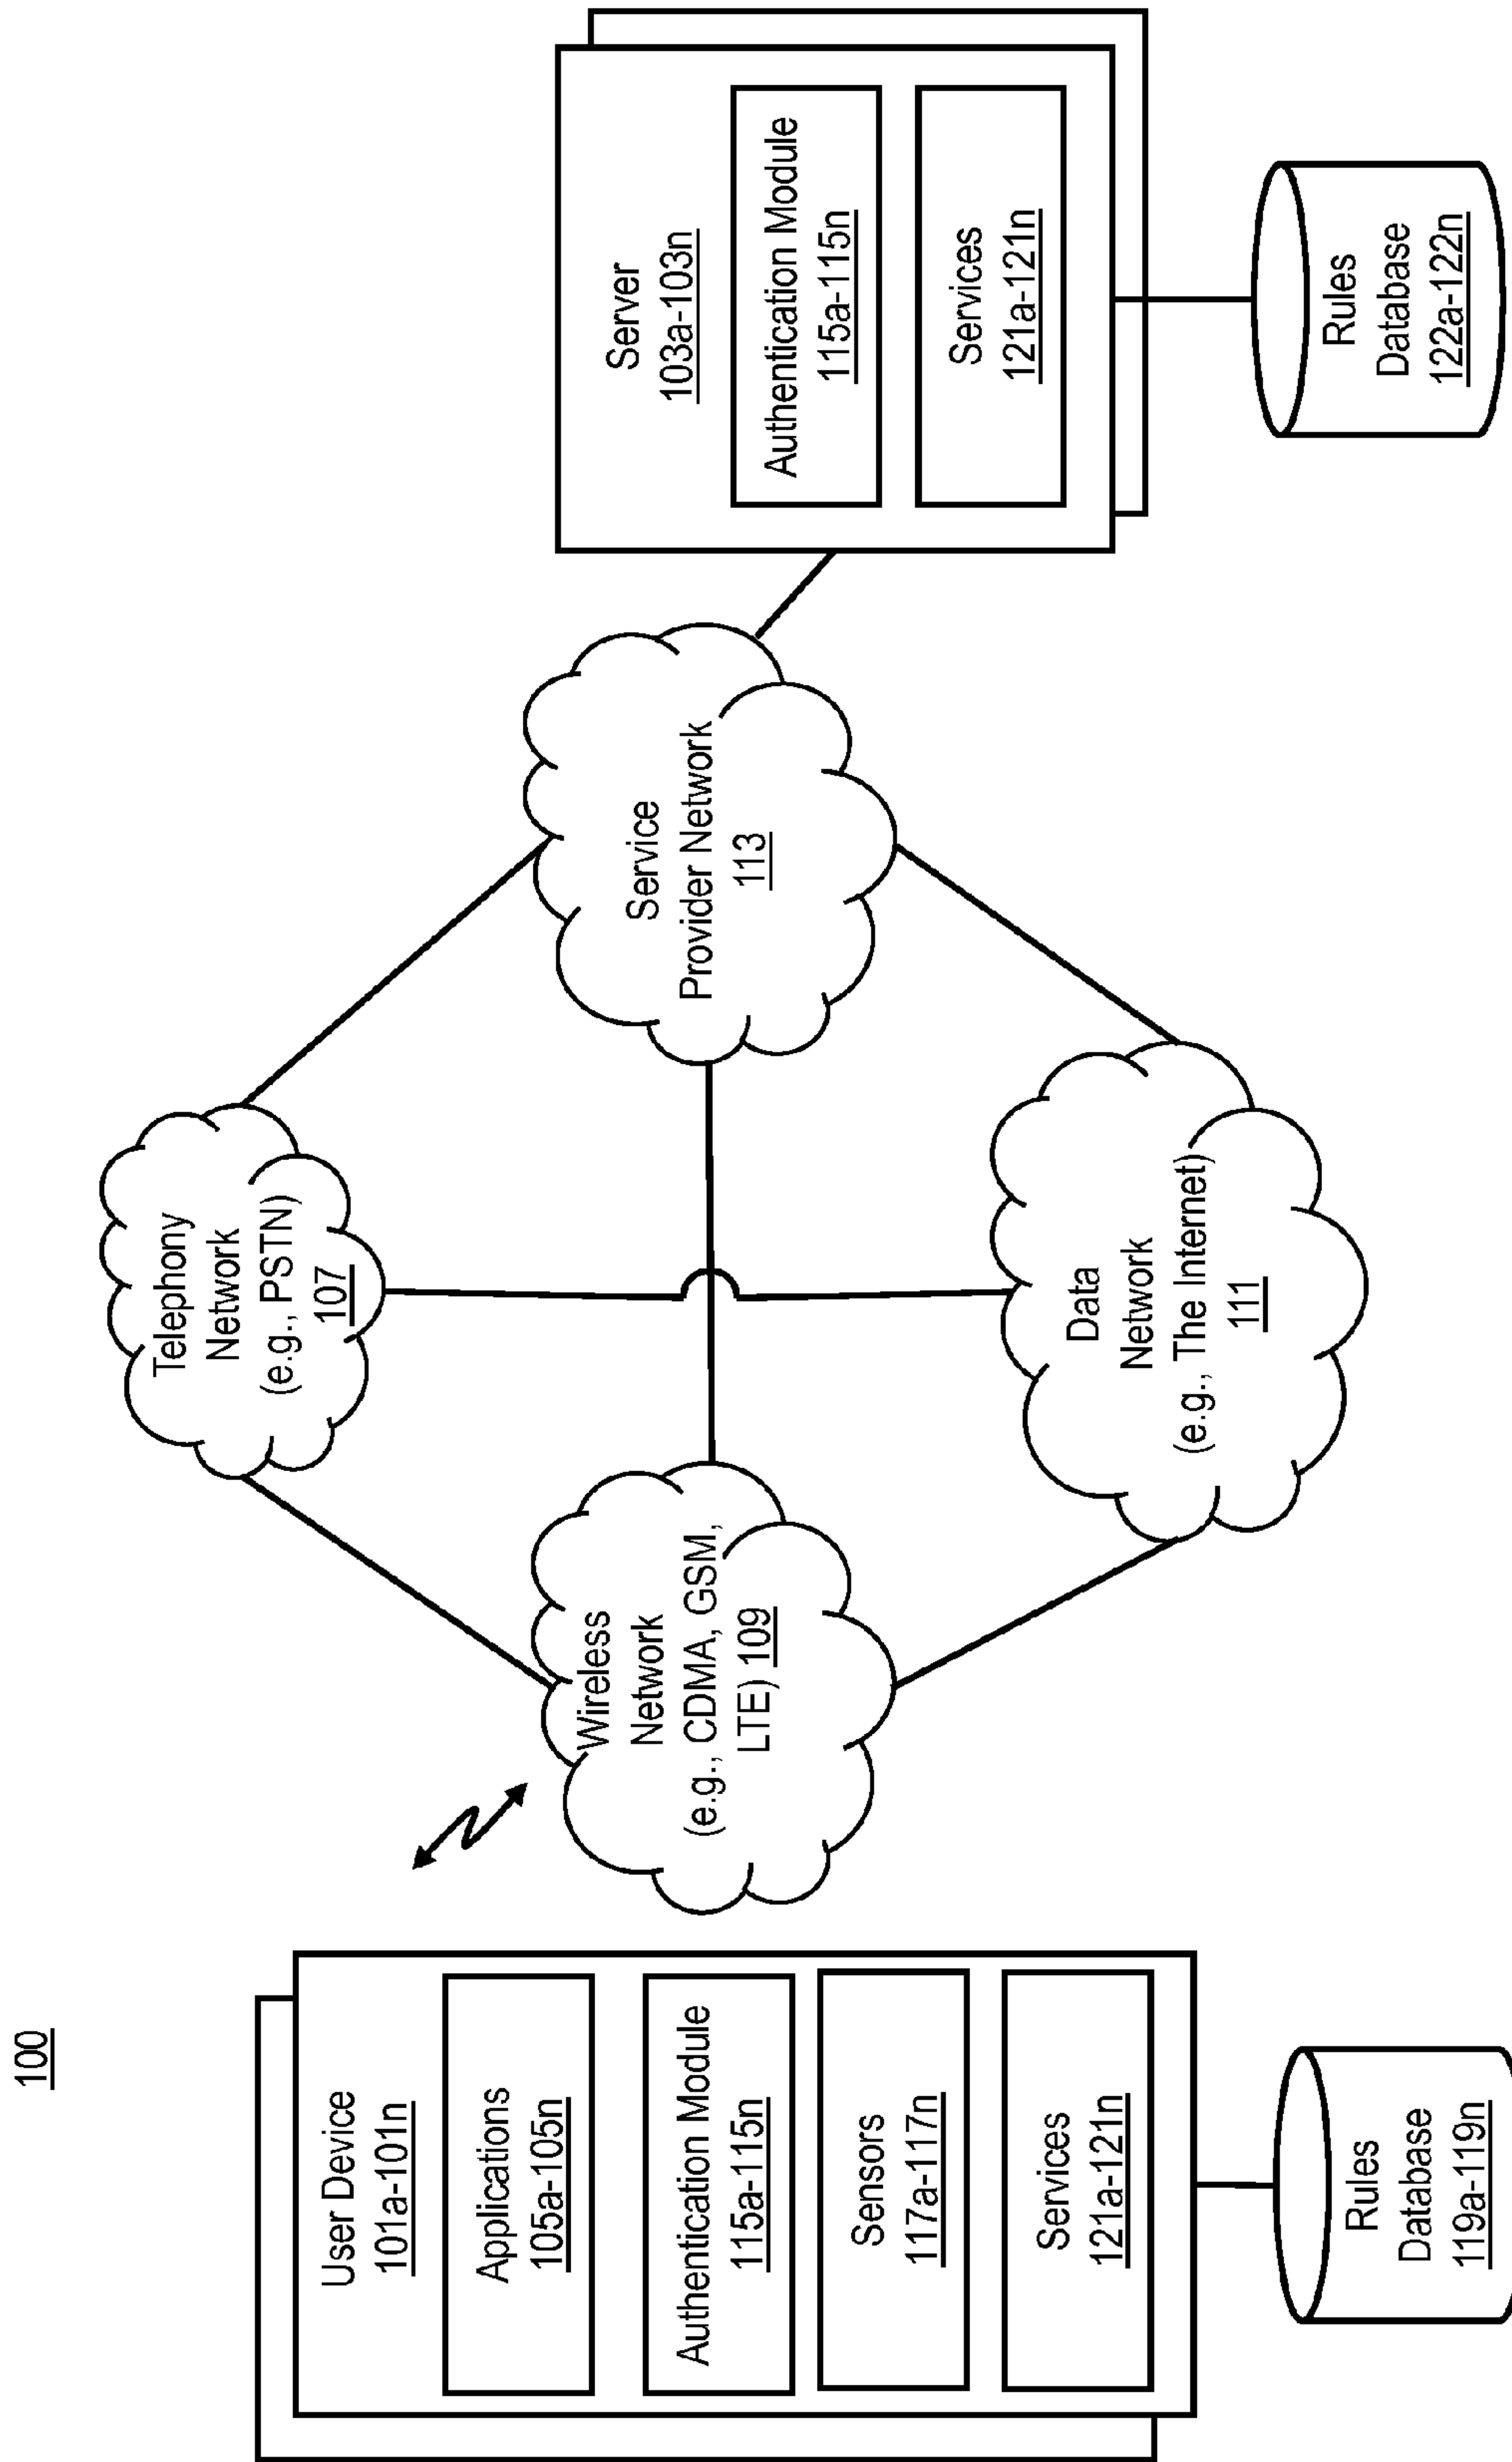 100
User Device
101a-101n
Applications
105a-105n
Authentication Module
115a-115n
Sensors
117a-117n
Services
121a-121n
Rules
Database
119a-119n
Telephony
Network
(e.g., PSTN)
107
Wireless
Network
(e.g., CDMA, GSM,
LTE) 109
Service
Provider Network
113
Data
Network
(e.g., The Internet)
111
Server
103a-103n
Authentication Module
115a-115n
Services
121a-121n
Rules
Database
122a-122n